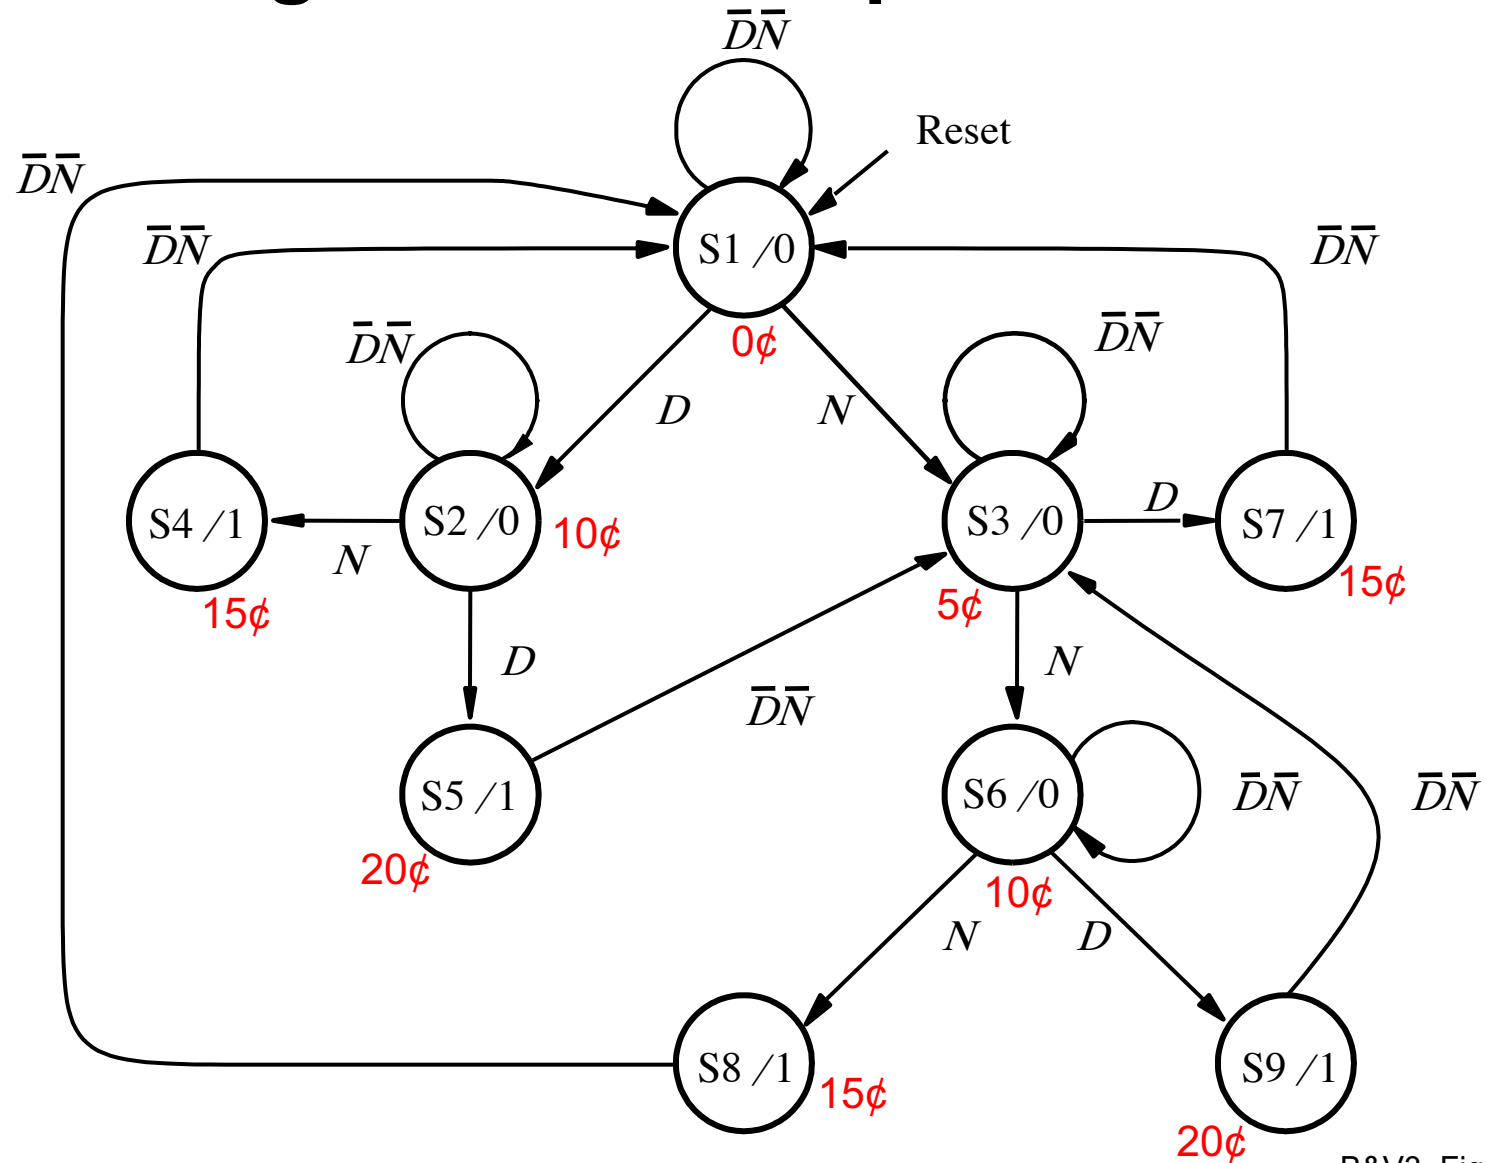 D̅N̅
Reset
D̅N̅
S1 /0
D̅N̅
D̅N̅
0¢
D̅N̅
D̅N̅
D
N
S4 /1
S2 /0
10¢
S3 /0
D
S7 /1
N
15¢
15¢
5¢
D
N
D̅N̅
S5 /1
S6 /0
D̅N̅
D̅N̅
20¢
10¢
N
D
S8 /1
15¢
S9 /1
20¢